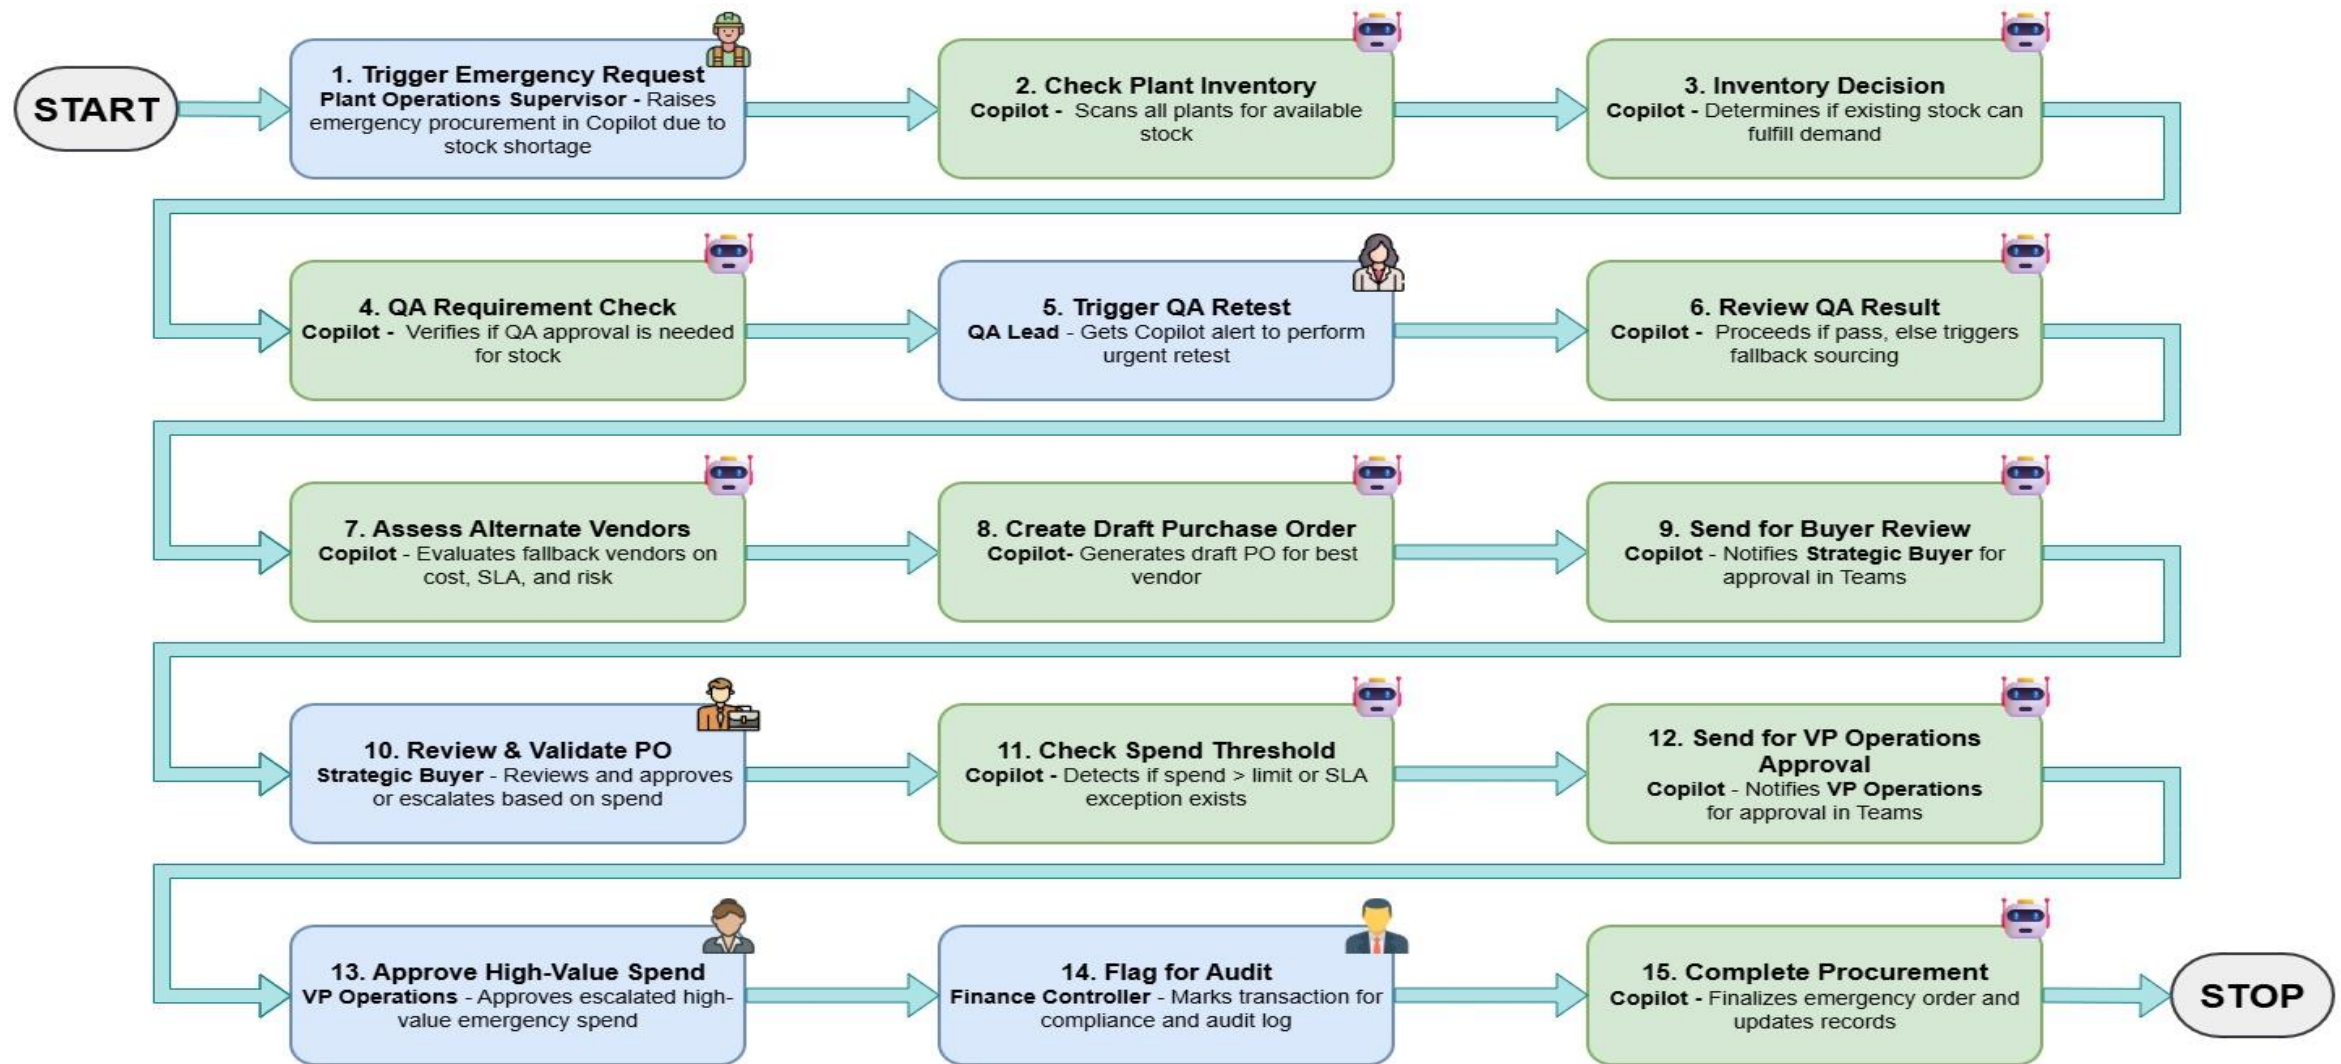 START
1. Trigger Emergency Request
Plant Operations Supervisor - Raises
emergency procurement in Copilot due to
stock shortage
2. Check Plant Inventory
Copilot - Scans all plants for available
stock
3. Inventory Decision
Copilot - Determines if existing stock can
fulfill demand
4. QA Requirement Check
Copilot - Verifies if QA approval is needed
for stock
5. Trigger QA Retest
QA Lead - Gets Copilot alert to perform
urgent retest
6. Review QA Result
Copilot - Proceeds if pass, else triggers
fallback sourcing
7. Assess Alternate Vendors
Copilot - Evaluates fallback vendors on
cost, SLA, and risk
8. Create Draft Purchase Order
Copilot- Generates draft PO for best
vendor
9. Send for Buyer Review
Copilot - Notifies Strategic Buyer for
approval in Teams
10. Review & Validate PO
Strategic Buyer - Reviews and approves
or escalates based on spend
11. Check Spend Threshold
Copilot - Detects if spend > limit or SLA
exception exists
12. Send for VP Operations
Approval
Copilot - Notifies VP Operations
for approval in Teams
13. Approve High-Value Spend
VP Operations - Approves escalated high-
value emergency spend
14. Flag for Audit
Finance Controller - Marks transaction for
compliance and audit log
15. Complete Procurement
Copilot - Finalizes emergency order and
updates records
STOP